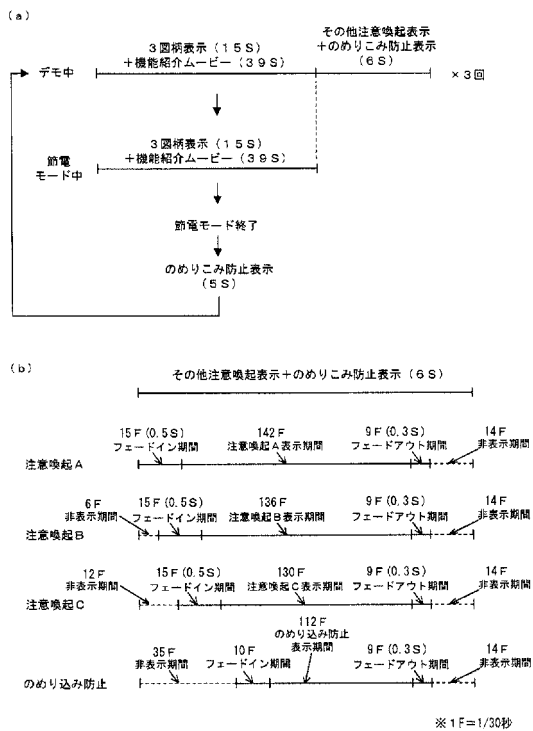 (a)
3図柄表示(15S)
+機能紹介ムービー(39S)
その他注意喚起表示
+のめりこみ防止表示
(6S)
デモ中
×3回
3図柄表示(15S)
+機能紹介ムービー(39S)
節電
モード中
節電モード終了
のめりこみ防止表示
(5S)
(b)
その他注意喚起表示+のめりこみ防止表示(6S)
15F(0.5S)
フェードイン期間
142F
注意喚起A表示期間
9F(0.3S)
フェードアウト期間
14F
非表示期間
注意喚起A
6F
非表示期間
15F(0.5S)
フェードイン期間
136F
注意喚起B表示期間
9F(0.3S)
フェードアウト期間
14F
非表示期間
注意喚起B
12F
非表示期間
15F(0.5S)
フェードイン期間
130F
注意喚起C表示期間
9F(0.3S)
フェードアウト期間
14F
非表示期間
注意喚起C
35F
非表示期間
10F
フェードイン期間
112F
のめり込み防止
表示期間
9F(0.3S)
フェードアウト期間
14F
非表示期間
のめり込み防止
※1F=1/30秒